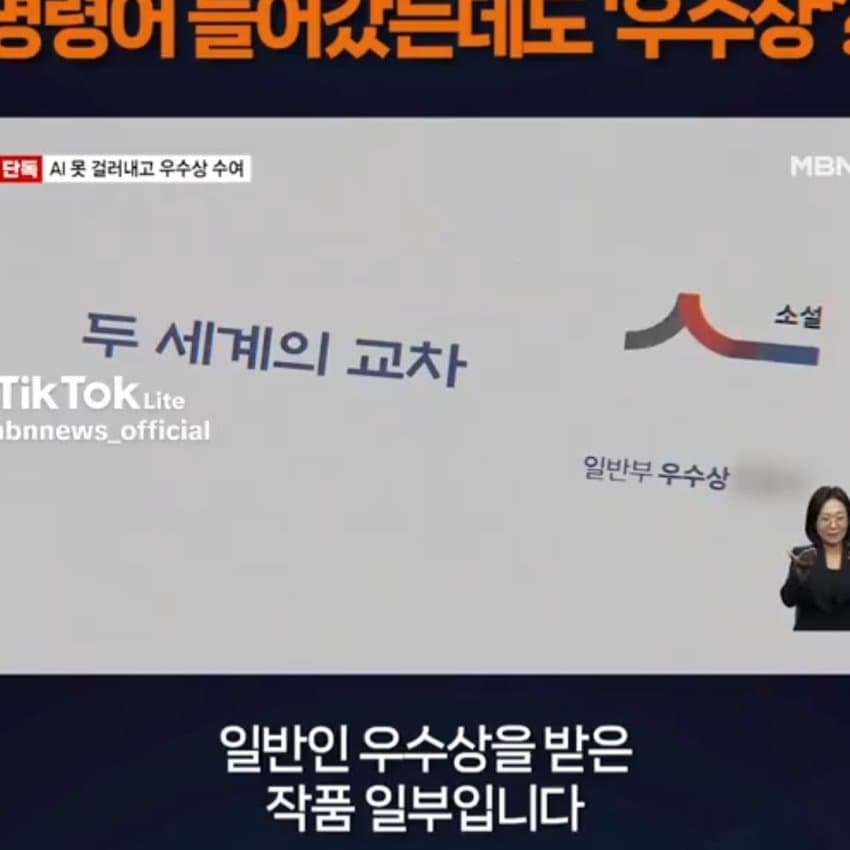 명령어 들어갔는데도 '우수상'
단독 AI 못 걸러내고 우수상 수여
MBN
두 세계의 교차
소설
TikTok Lite
bnnews_official
일반부 우수상
일반인 우수상을 받은
작품 일부입니다